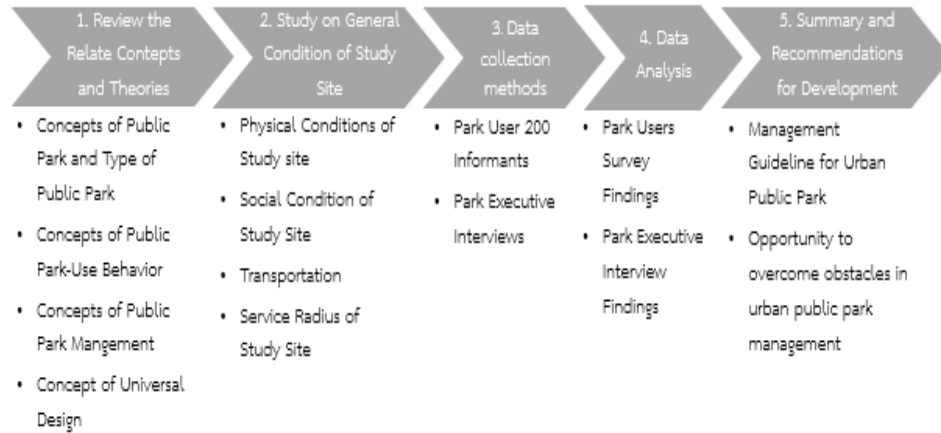 1. Review the
Relate Contepts
and Theories
2. Study on General
Condition of Study
Site
3. Data
collection
methods
4. Data
Analysis
5. Summary and
Recommendations
for Development
• Concepts of Public
Park and Type of
Public Park
• Concepts of Public
Park-Use Behavior
• Concepts of Public
Park Mangement
• Concept of Universal
Design
• Physical Conditions of
Study site
• Social Condition of
Study Site
• Transportation
• Service Radius of
Study Site
• Park User 200
Informants
• Park Executive
Interviews
• Park Users
Survey
Findings
• Park Executive
Interview
Findings
• Management
Guideline for Urban
Public Park
• Opportunity to
overcome obstacles in
urban public park
management